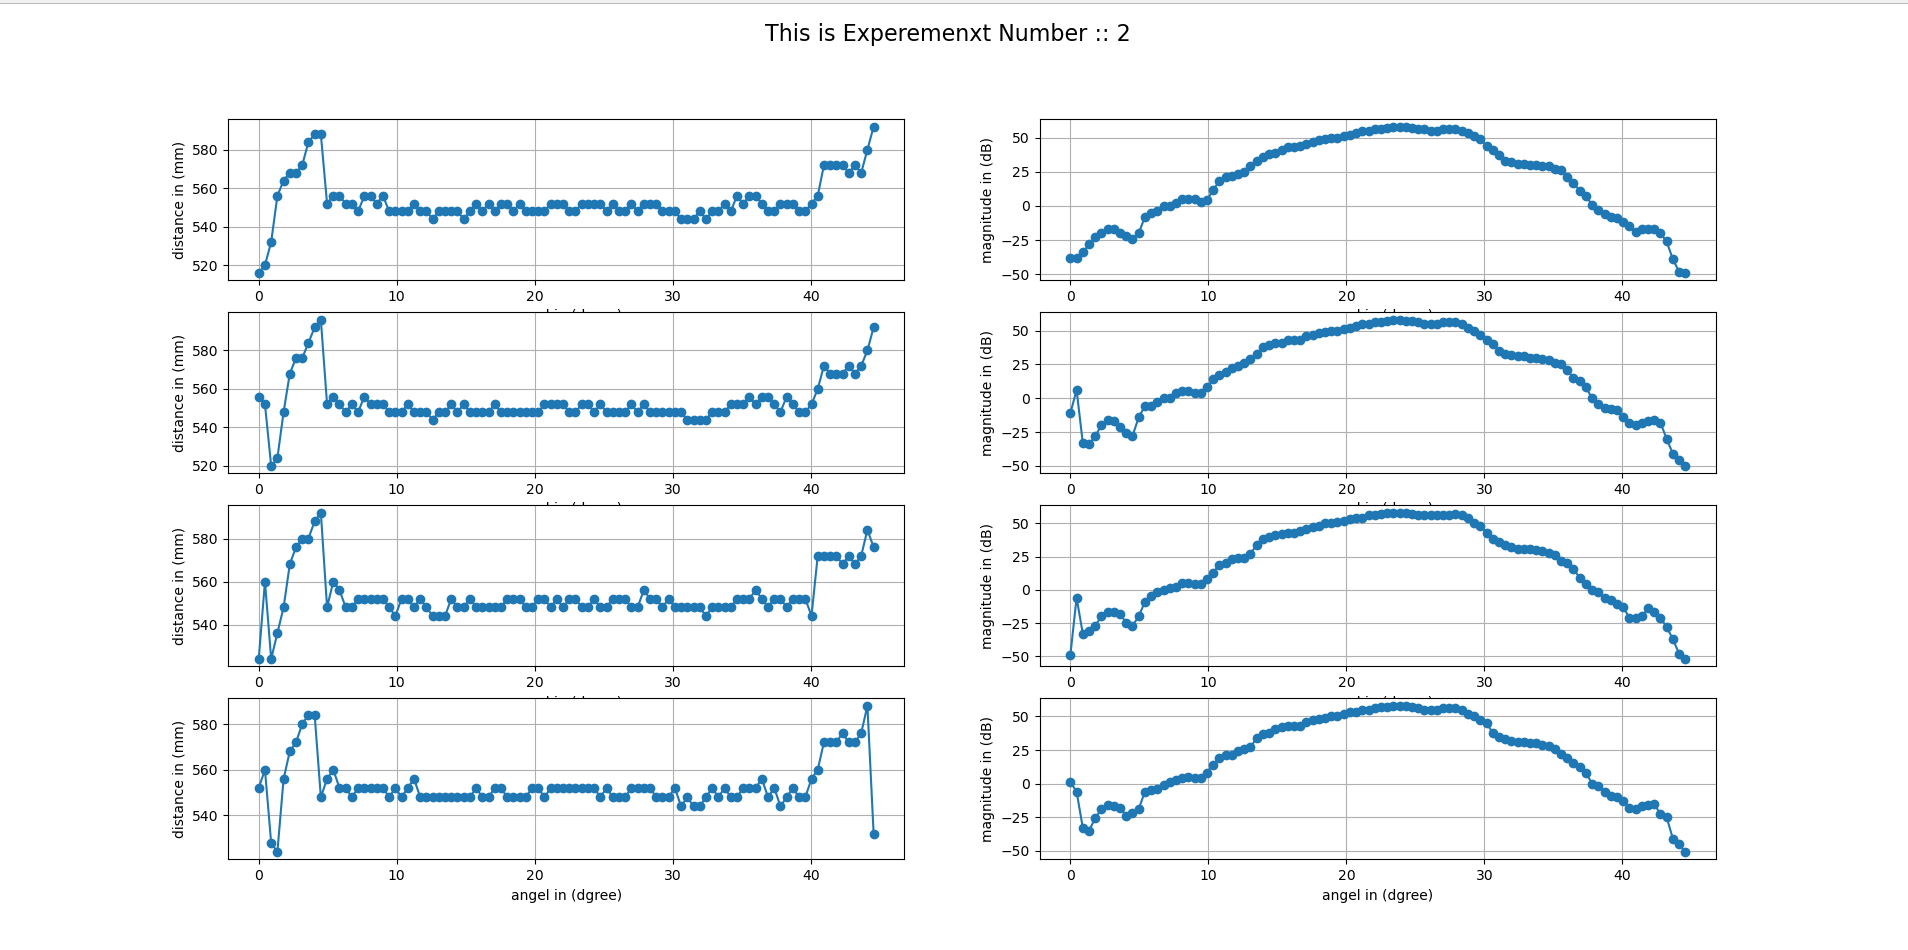 This is Experemenxt Number :: 2
distance in (mm)
580
560
540
520
0 10 20 30 40
magnitude in (dB)
50
25
0
−25
−50
0 10 20 30 40
distance in (mm)
580
560
540
520
0 10 20 30 40
magnitude in (dB)
50
25
0
−25
−50
0 10 20 30 40
distance in (mm)
580
560
540
0 10 20 30 40
magnitude in (dB)
50
25
0
−25
−50
0 10 20 30 40
distance in (mm)
580
560
540
0 10 20 30 40
angel in (dgree)
magnitude in (dB)
50
25
0
−25
−50
0 10 20 30 40
angel in (dgree)